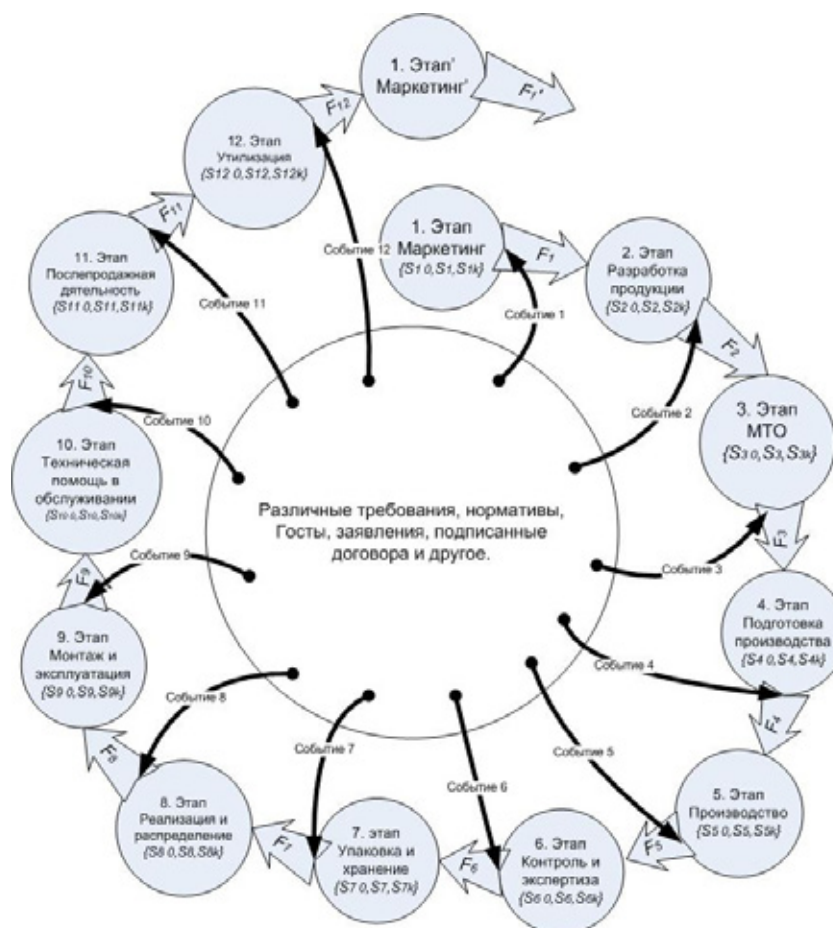 1. Этап'
Маркетинг'
F1'
F12
12. Этап
Утилизация
{S12 0,S12,S12k}
F11
11. Этап
Послепродажная
дятельность
{S11 0,S11,S11k}
F10
10. Этап
Техническая
помощь в
обслуживании
{S10 0,S10,S10k}
F9
9. Этап
Монтаж и
эксплуатация
{S9 0,S9,S9k}
F8
8. Этап
Реализация и
распределение
{S8 0,S8,S8k}
F7
7. этап
Упаковка и
хранение
{S7 0,S7,S7k}
F6
6. Этап
Контроль и
экспертиза
{S6 0,S6,S6k}
F5
5. Этап
Производство
{S5 0,S5,S5k}
F4
4. Этап
Подготовка
производства
{S4 0,S4,S4k}
F3
3. Этап
МТО
{S3 0,S3,S3k}
F2
2. Этап
Разработка
продукции
{S2 0,S2,S2k}
F1
1. Этап
Маркетинг
{S1 0,S1,S1k}
Событие 12
Событие 11
Событие 1
Событие 2
Событие 10
Различные требования, нормативы,
Госты, заявления, подписанные
договора и другое.
Событие 9
Событие 3
Событие 4
Событие 8
Событие 7
Событие 5
Событие 6